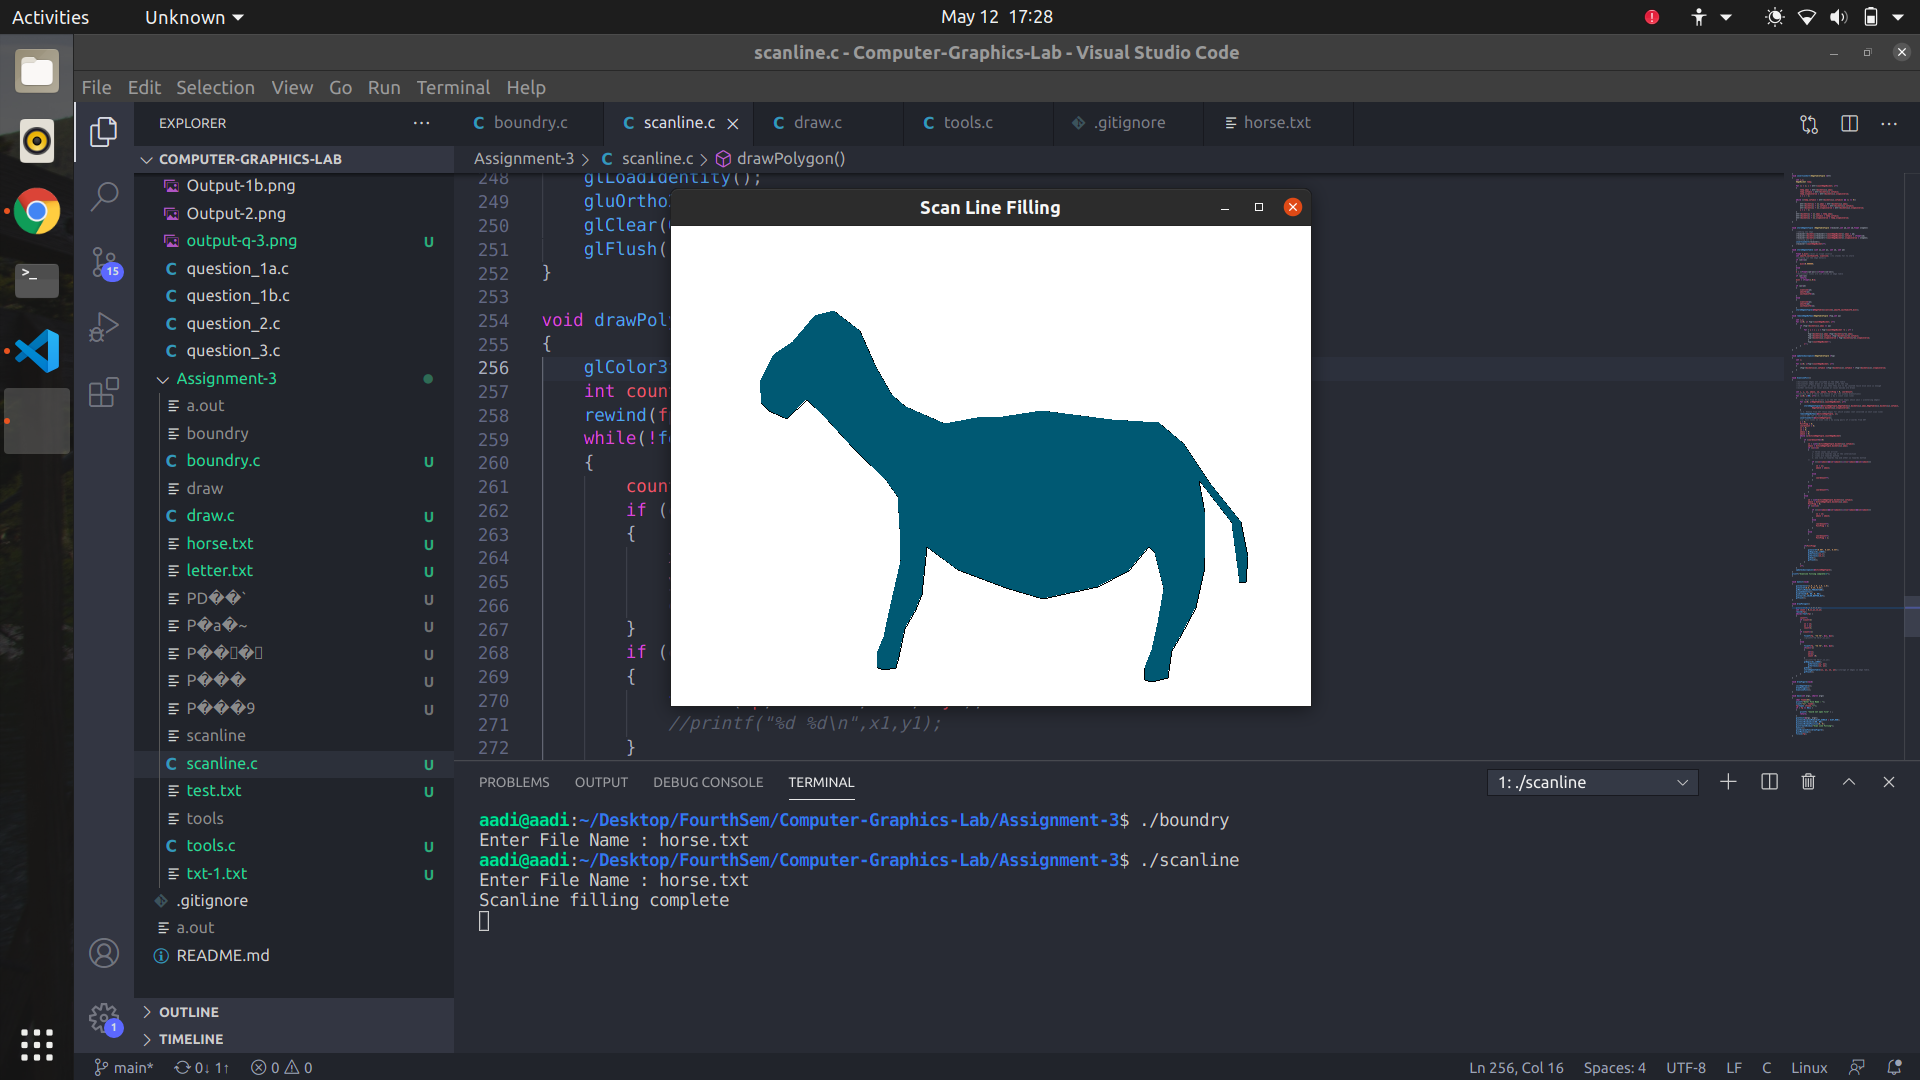 Activities
Unknown
May 12 17:28
scanline.c - Computer-Graphics-Lab - Visual Studio Code
File Edit Selection View Go Run Terminal Help
EXPLORER
COMPUTER-GRAPHICS-LAB
Output-1b.png
Output-2.png
output-q-3.png U
question_1a.c
question_1b.c
question_2.c
question_3.c
Assignment-3
a.out
boundry
boundry.c U
draw
draw.c U
horse.txt U
letter.txt U
PD��` U
P�a�~ U
U
P��� U
P���9 U
scanline
scanline.c U
test.txt U
tools
tools.c U
txt-1.txt U
.gitignore
a.out
README.md
OUTLINE
TIMELINE
15
1
boundry.c
scanline.c
draw.c
tools.c
.gitignore
horse.txt
Assignment-3 > scanline.c > drawPolygon()
248 glLoadIdentity();
249 gluOrtho
250 glClear(
251 glFlush(
252 }
253
254 void drawPol
255 {
256 glColor3
257 int coun
258 rewind(f
259 while(!f
260 {
261 coun
262 if (
263 {
264
265
266
267 }
268 if (
269 {
270
271 //printf("%d %d\n",x1,y1);
272 }
Scan Line Filling
PROBLEMS OUTPUT DEBUG CONSOLE TERMINAL
1: ./scanline
aadi@aadi:~/Desktop/FourthSem/Computer-Graphics-Lab/Assignment-3$ ./boundry
Enter File Name : horse.txt
aadi@aadi:~/Desktop/FourthSem/Computer-Graphics-Lab/Assignment-3$ ./scanline
Enter File Name : horse.txt
Scanline filling complete
main* 0↓ 1↑ 0 0
Ln 256, Col 16 Spaces: 4 UTF-8 LF C Linux